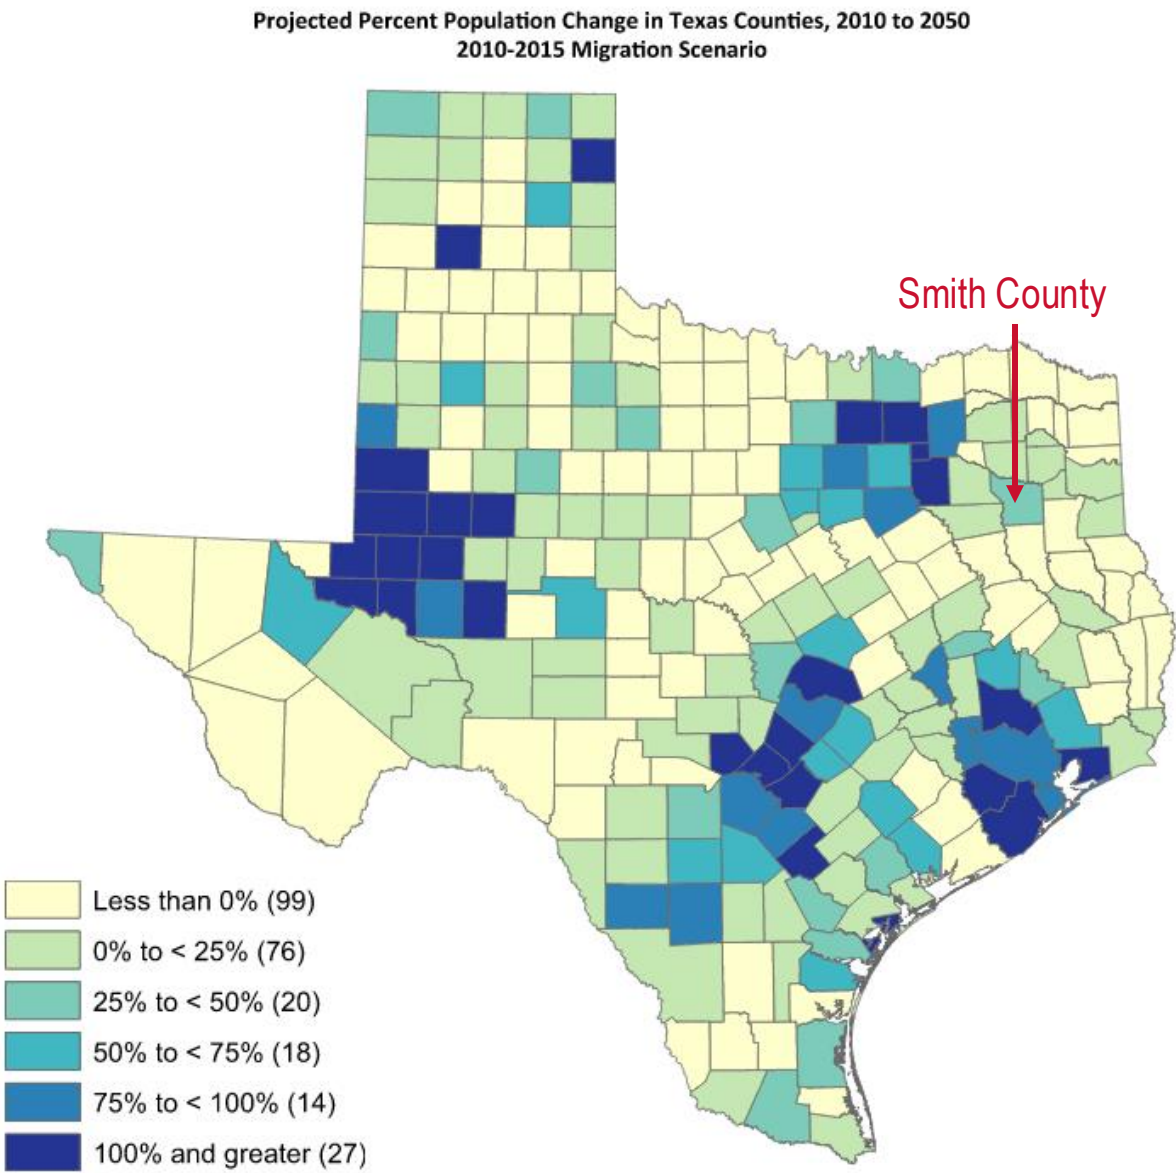 Projected Percent Population Change in Texas Counties, 2010 to 2050
2010-2015 Migration Scenario
Smith County
Less than 0% (99)
0% to < 25% (76)
25% to < 50% (20)
50% to < 75% (18)
75% to < 100% (14)
100% and greater (27)